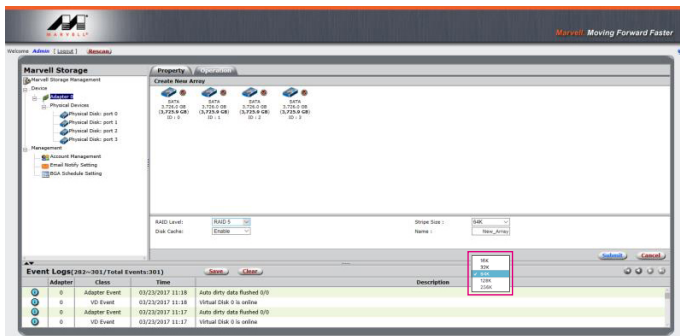 MARVELL
Marvell. Moving Forward Faster
Welcome Admin [ Logout ] Rescan
Marvell Storage
Property Operation
Marvell Storage Management
Device
Adapter 0
Physical Devices
Physical Disk: port 0
Physical Disk: port 1
Physical Disk: port 2
Physical Disk: port 3
Management
Account Management
Email Notify Setting
BGA Schedule Setting
Create New Array
SATA SATA SATA SATA
3,726.0 GB 3,726.0 GB 3,726.0 GB 3,726.0 GB
(3,725.9 GB) (3,725.9 GB) (3,725.9 GB) (3,725.9 GB)
ID : 0 ID : 1 ID : 2 ID : 3
RAID Level: RAID 5 Stripe Size : 64K
Disk Cache: Enable Name : New_Array
Submit Cancel
16K
32K
64K
128K
256K
Event Logs(282~301/Total Events:301) Save Clear
Adapter Class Time Description
0 Adapter Event 03/23/2017 11:18 Auto dirty data flushed 0/0
0 VD Event 03/23/2017 11:18 Virtual Disk 0 is online
0 Adapter Event 03/23/2017 11:17 Auto dirty data flushed 0/0
0 VD Event 03/23/2017 11:17 Virtual Disk 0 is online